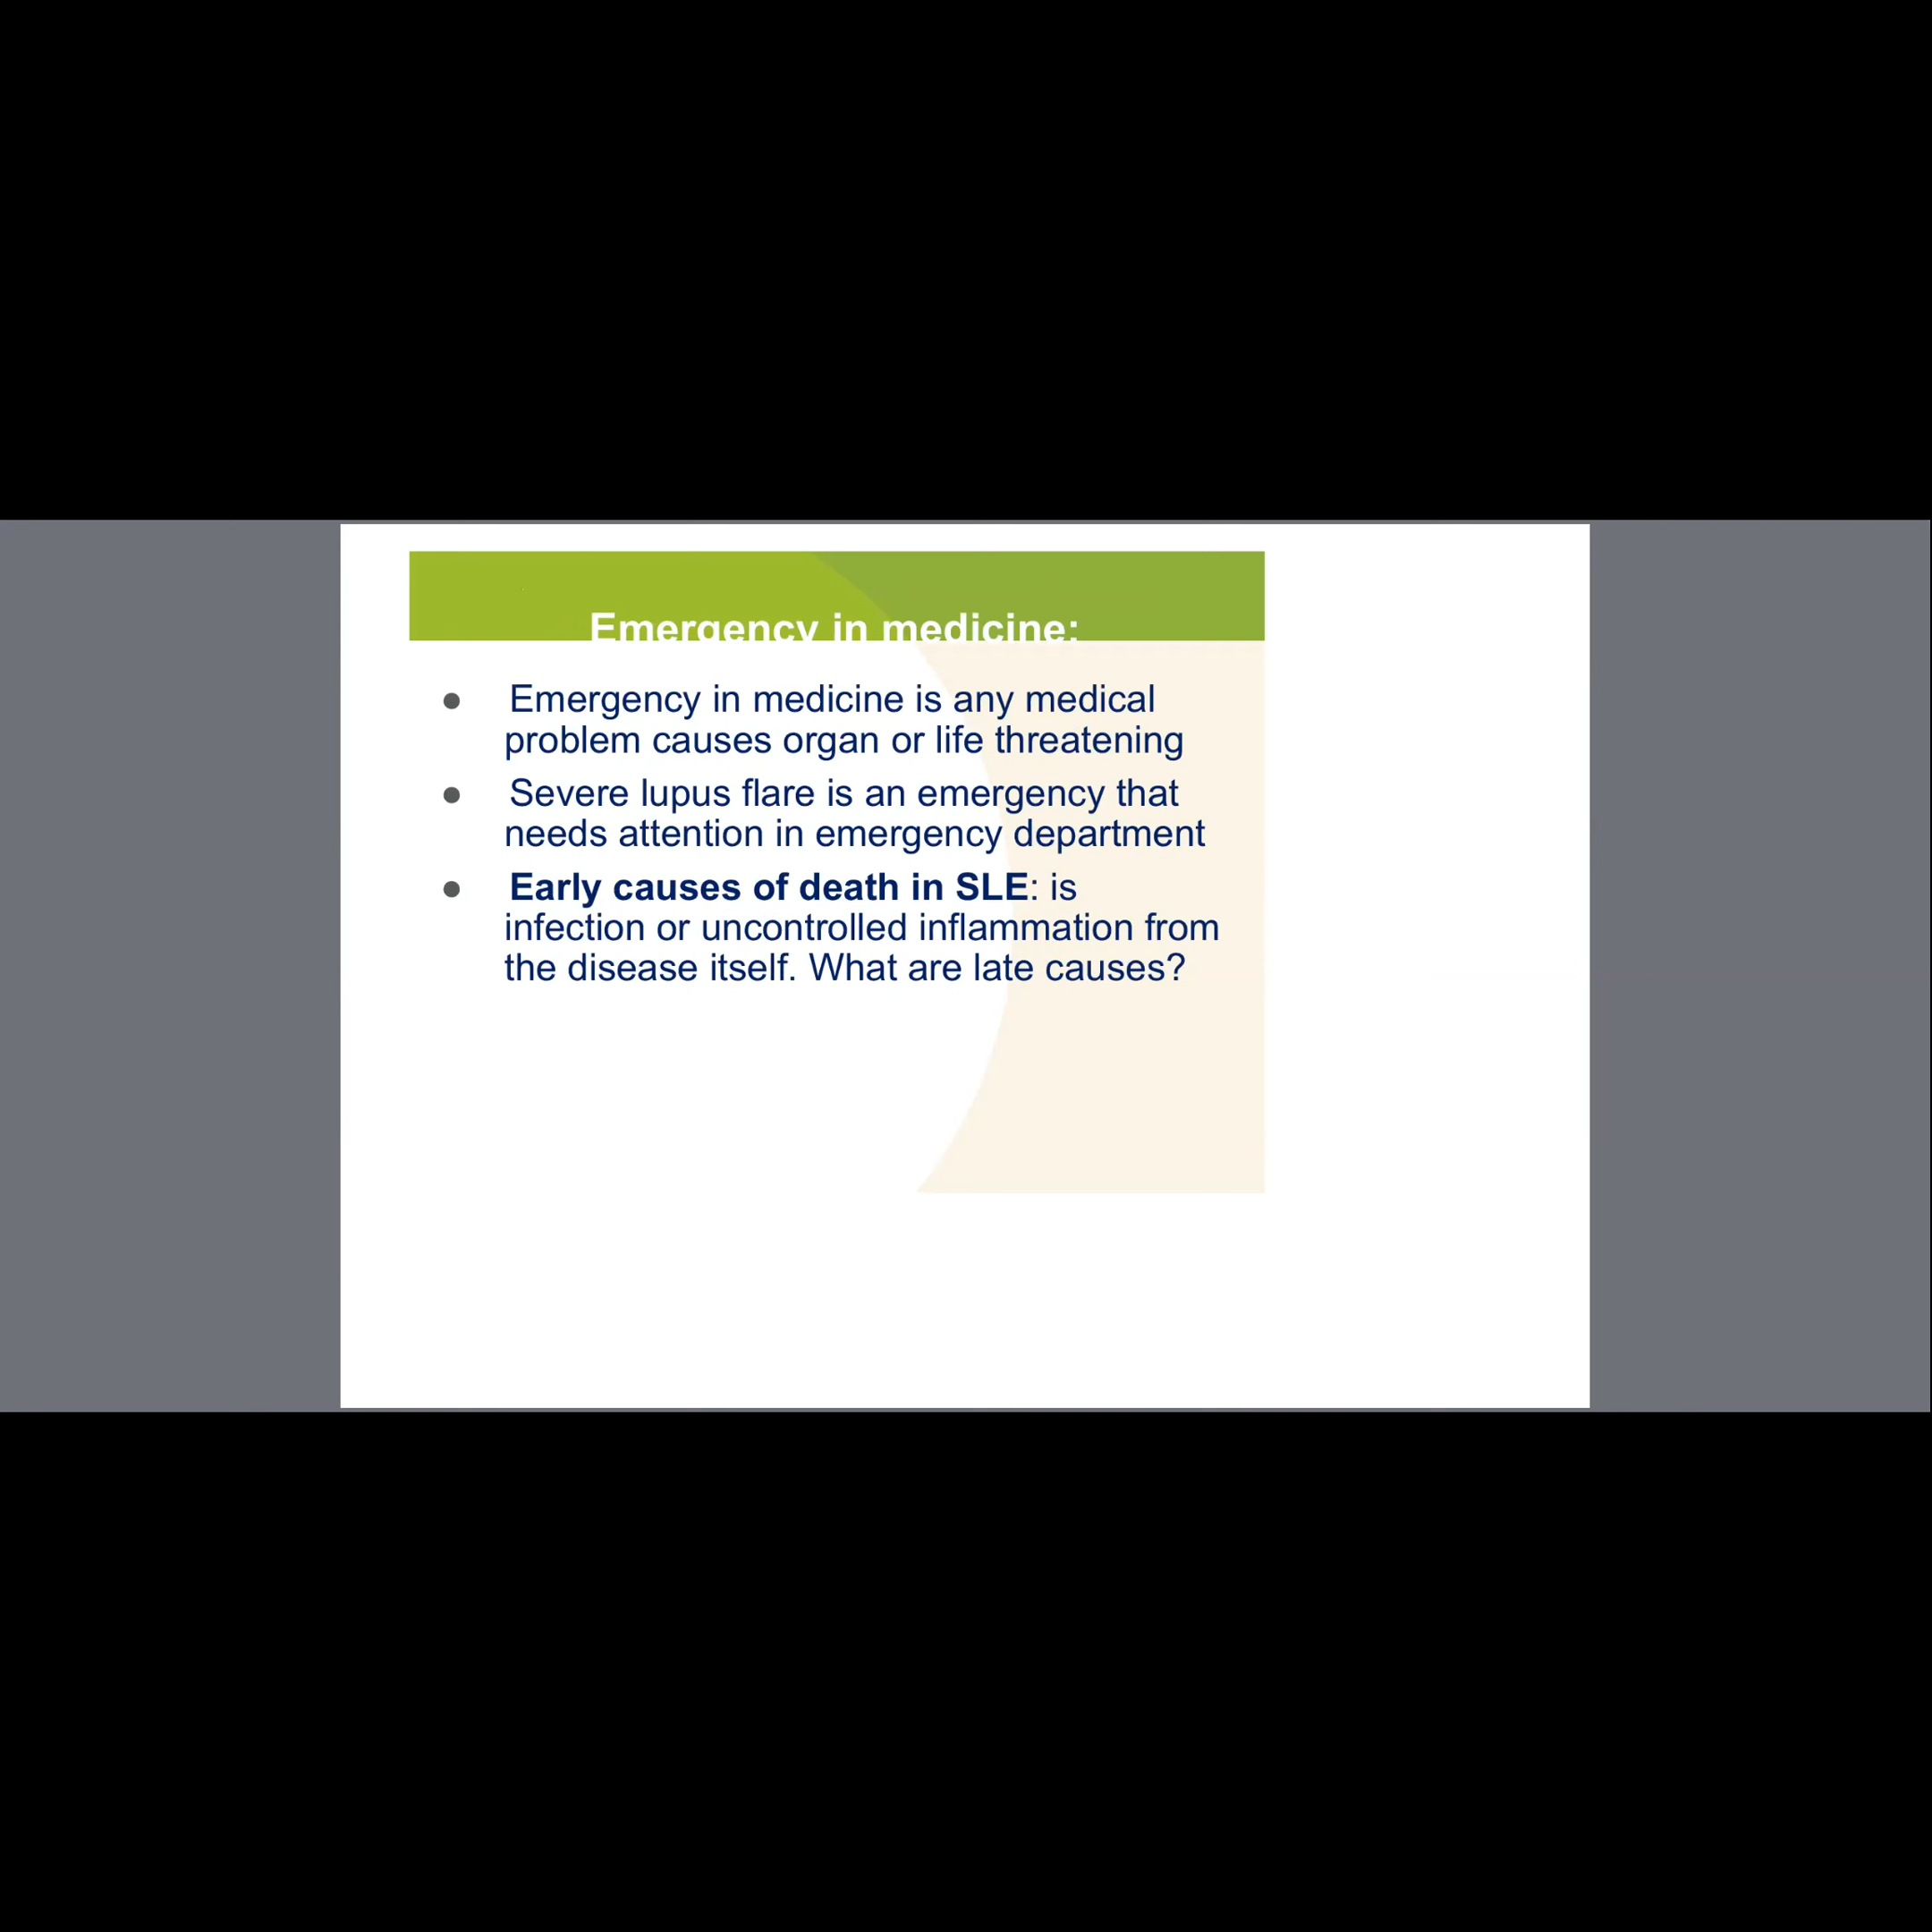 Emergency in medicine:
Emergency in medicine is any medical
problem causes organ or life threatening
Severe lupus flare is an emergency that
needs attention in emergency department
Early causes of death in SLE: is
infection or uncontrolled inflammation from
the disease itself. What are late causes?